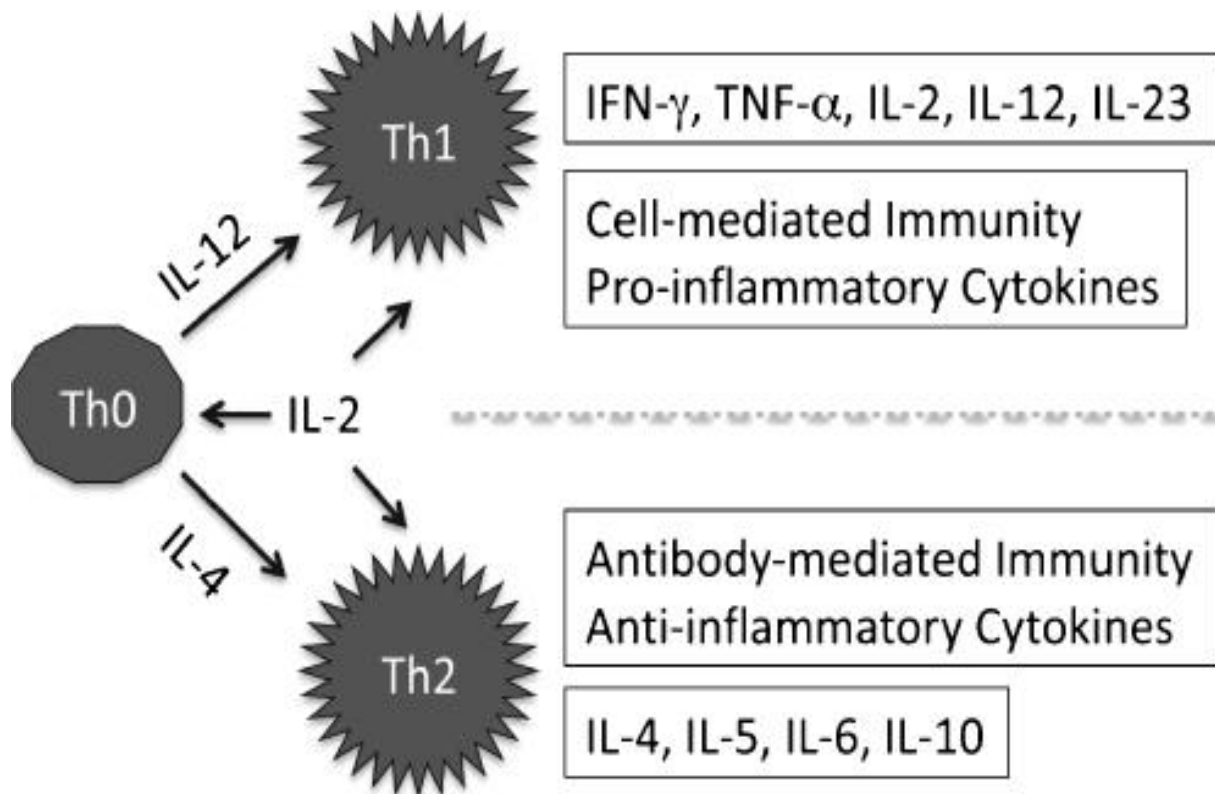 Th1
IFN-γ, TNF-α, IL-2, IL-12, IL-23
Cell-mediated Immunity
Pro-inflammatory Cytokines
IL-12
Th0
IL-2
IL-4
Antibody-mediated Immunity
Anti-inflammatory Cytokines
Th2
IL-4, IL-5, IL-6, IL-10